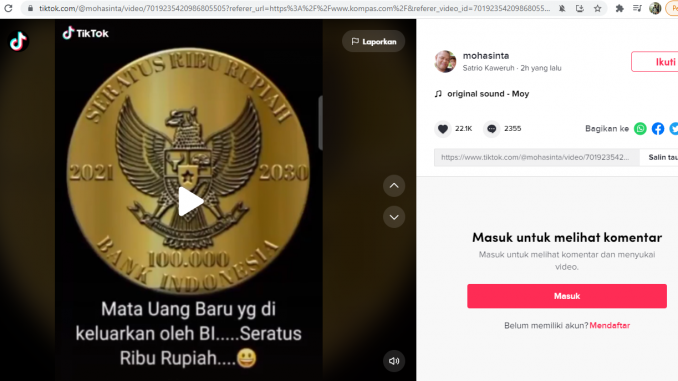 tiktok.com/@mohasinta/video/7019235420986805505?referer_url=https%3A%2F%2Fwww.kompas.com%2F&referer_video_id=70192354209868055...
TikTok
Laporkan
SERATUS RIBU RUPIAH
2021
2030
100.000
BANK INDONESIA
Mata Uang Baru yg di
keluarkan oleh BI.....Seratus
Ribu Rupiah....😀
mohasinta
Satrio Kaweruh · 2h yang lalu
Ikuti
original sound - Moy
22.1K
2355
Bagikan ke
https://www.tiktok.com/@mohasinta/video/701923542...
Salin tau
Masuk untuk melihat komentar
Masuk untuk melihat komentar dan menyukai
video.
Masuk
Belum memiliki akun? Mendaftar